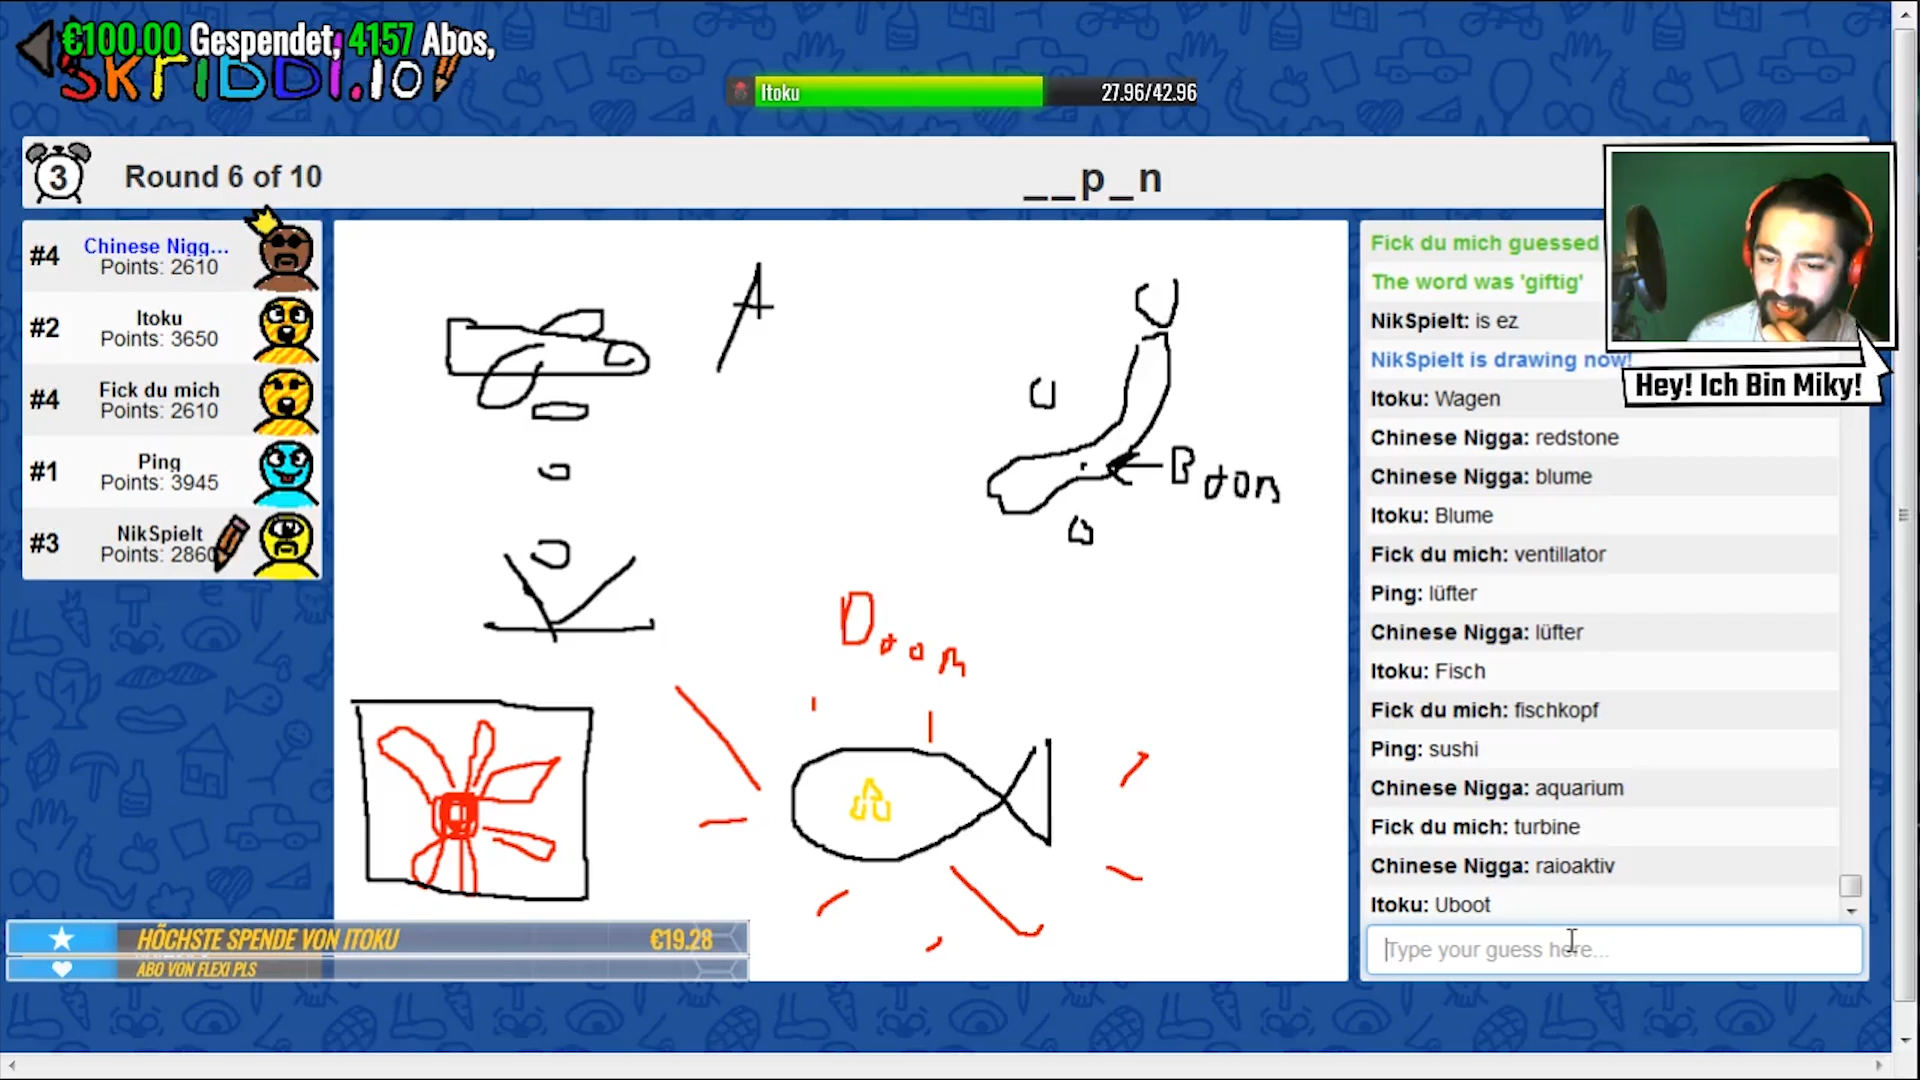 €100.00 Gespendet, 4157 Abos,
SKRIBBL.IO
Itoku 27.96/42.96
3 Round 6 of 10 __p_n
#4 Chinese Nigg... Points: 2610
#2 Itoku Points: 3650
#4 Fick du mich Points: 2610
#1 Ping Points: 3945
#3 NikSpielt Points: 2860
A
Boom
Boom
Fick du mich guessed
The word was 'giftig'
NikSpielt: is ez
NikSpielt is drawing now!
Itoku: Wagen
Chinese Nigga: redstone
Chinese Nigga: blume
Itoku: Blume
Fick du mich: ventillator
Ping: lüfter
Chinese Nigga: lüfter
Itoku: Fisch
Fick du mich: fischkopf
Ping: sushi
Chinese Nigga: aquarium
Fick du mich: turbine
Chinese Nigga: raioaktiv
Itoku: Uboot
Type your guess here...
Hey! Ich Bin Miky!
HÖCHSTE SPENDE VON ITOKU €19.28
ABO VON FLEXI PLS